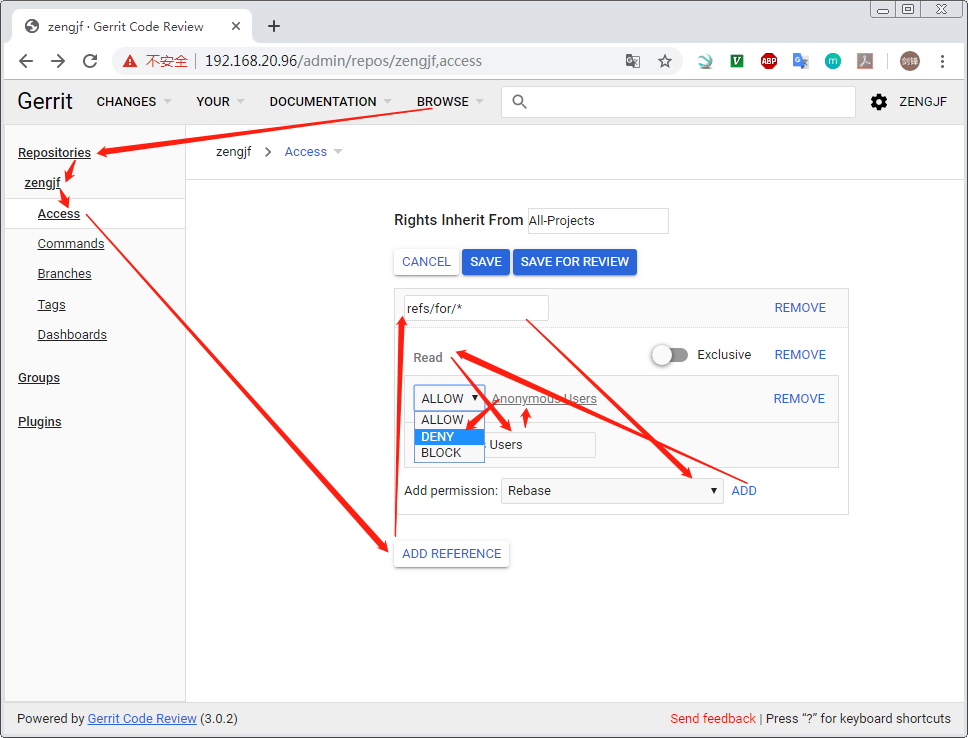 zengjf · Gerrit Code Review
不安全 192.168.20.96/admin/repos/zengjf,access
ABP
m
剑锋
Gerrit CHANGES YOUR DOCUMENTATION BROWSE ZENGJF
Repositories
zengjf
Access
Commands
Branches
Tags
Dashboards
Groups
Plugins
zengjf > Access
Rights Inherit From All-Projects
CANCEL SAVE SAVE FOR REVIEW
refs/for/* REMOVE
Read Exclusive REMOVE
ALLOW Anonymous Users REMOVE
ALLOW
DENY
BLOCK
Users
Add permission: Rebase ADD
ADD REFERENCE
Powered by Gerrit Code Review (3.0.2) Send feedback | Press “?” for keyboard shortcuts